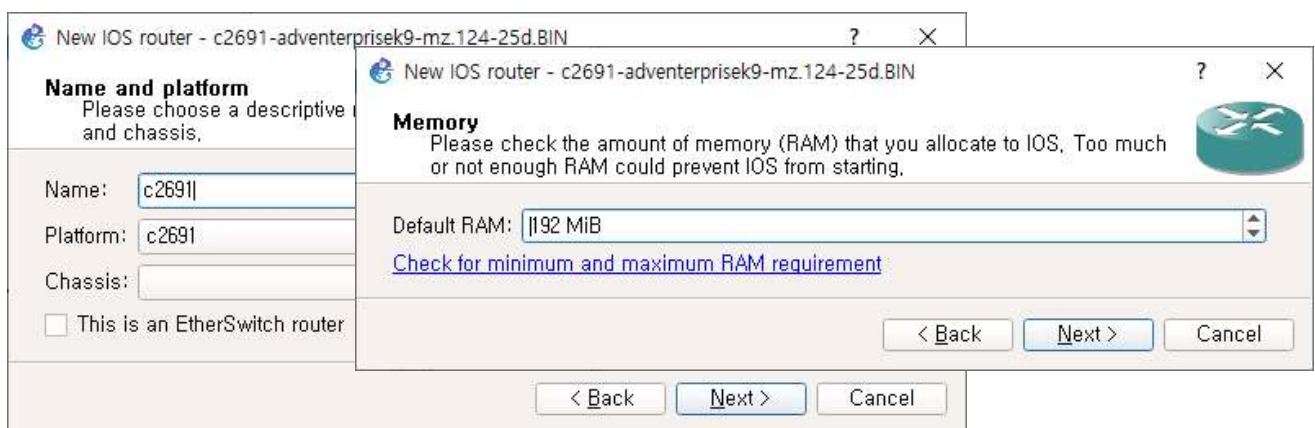 New IOS router - c2691-adventerprisek9-mz.124-25d.BIN
Name and platform
Please choose a descriptive
and chassis.
Name: c2691
Platform: c2691
Chassis:
This is an EtherSwitch router
< Back Next > Cancel
New IOS router - c2691-adventerprisek9-mz.124-25d.BIN
Memory
Please check the amount of memory (RAM) that you allocate to IOS. Too much
or not enough RAM could prevent IOS from starting.
Default RAM: 192 MiB
Check for minimum and maximum RAM requirement
< Back Next > Cancel